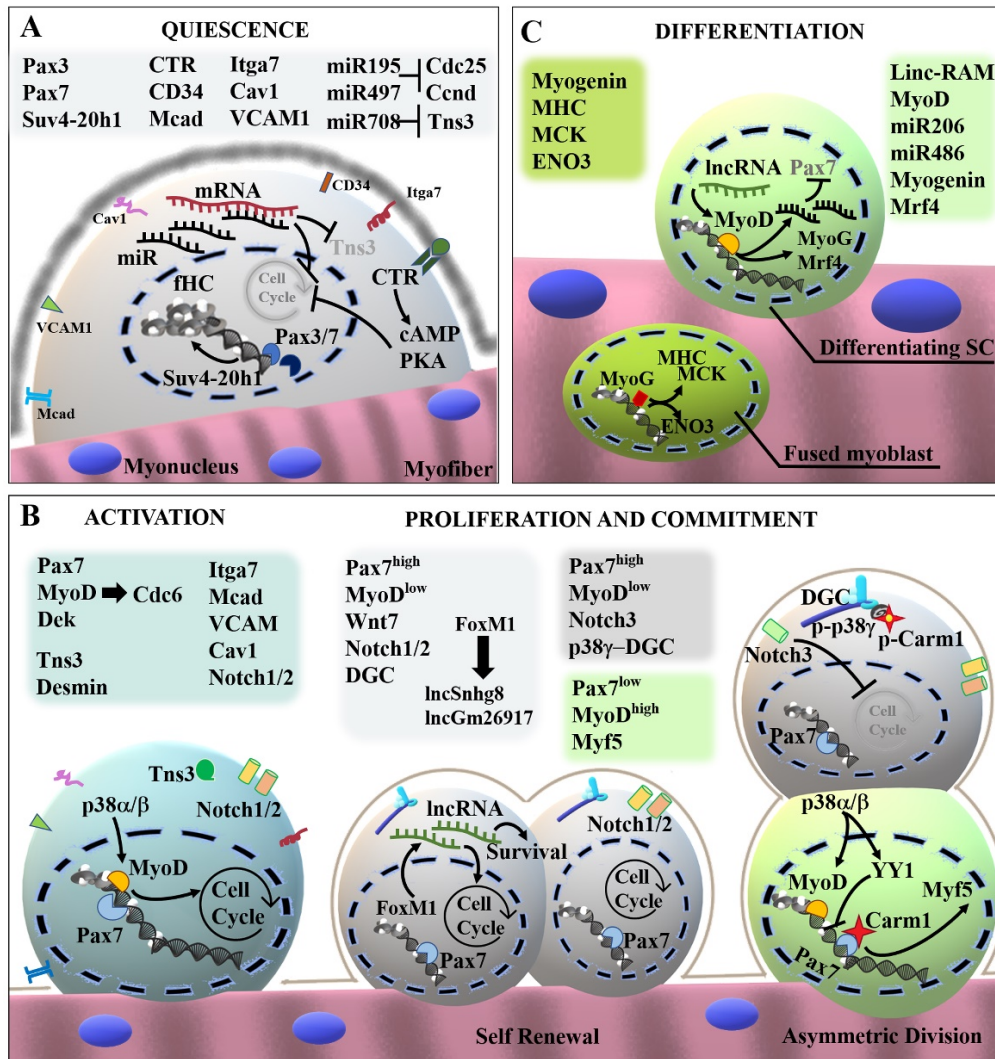 A
QUIESCENCE
Pax3
Pax7
Suv4-20h1
CTR
CD34
Mcad
Itga7
Cav1
VCAM1
miR195
miR497
miR708
Cdc25
Ccnd
Tns3
mRNA
CD34
Itga7
Cav1
miR
Tns3
fHC
Cell
Cycle
CTR
VCAM1
Pax3/7
cAMP
PKA
Suv4-20h1
Mcad
Myonucleus
Myofiber
C
DIFFERENTIATION
Myogenin
MHC
MCK
ENO3
Linc-RAM
MyoD
miR206
miR486
Myogenin
Mrf4
lncRNA
Pax7
MyoD
MyoG
Mrf4
Differentiating SC
MHC
MCK
MyoG
ENO3
Fused myoblast
B
ACTIVATION
PROLIFERATION AND COMMITMENT
Pax7
MyoD
Cdc6
Dek
Tns3
Desmin
Itga7
Mcad
VCAM
Cav1
Notch1/2
Pax7high
MyoDlow
Wnt7
Notch1/2
DGC
FoxM1
lncSnhg8
lncGm26917
Pax7high
MyoDlow
Notch3
p38γ–DGC
Pax7low
MyoDhigh
Myf5
DGC
p-p38γ
G
p-Carm1
Notch3
Cell
Cycle
Pax7
Tns3
Notch1/2
p38α/β
MyoD
Cell
Cycle
Pax7
lncRNA
Survival
FoxM1
Cell
Cycle
Pax7
Notch1/2
Cell
Cycle
Pax7
p38α/β
YY1
MyoD
Myf5
Carm1
Pax7
Self Renewal
Asymmetric Division